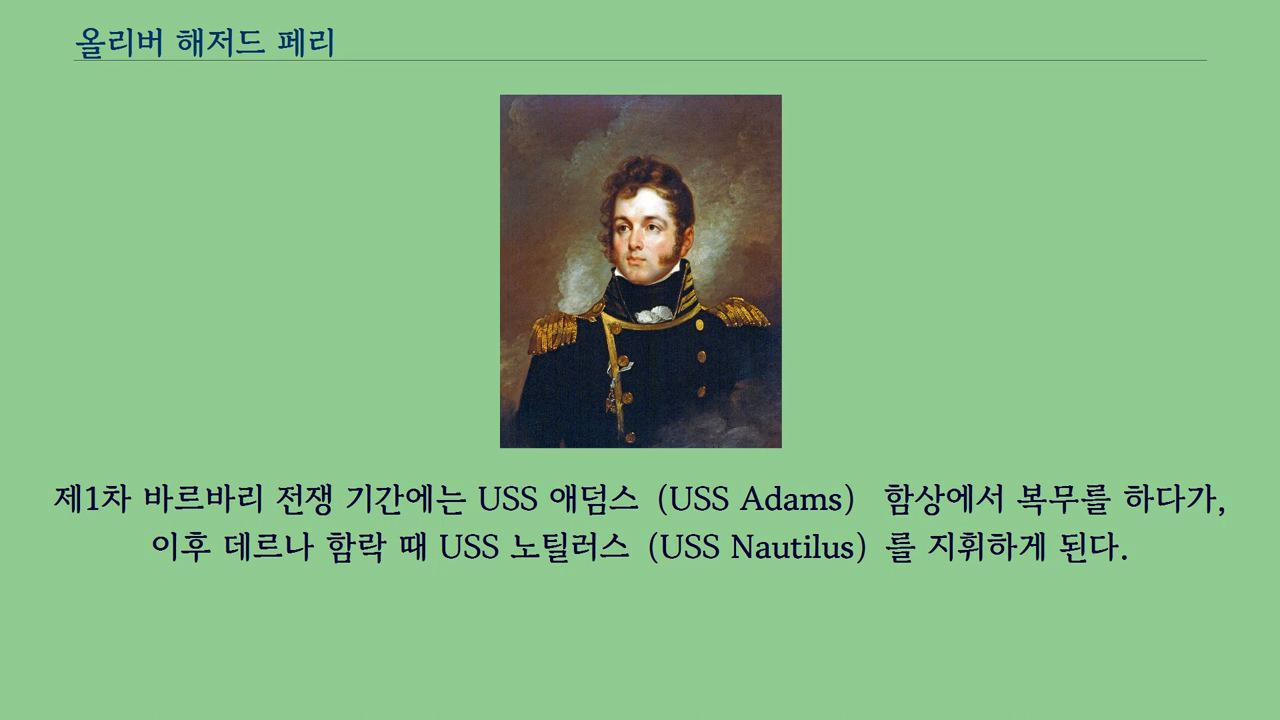 올리버 해저드 페리
제1차 바르바리 전쟁 기간에는 USS 애덤스 (USS Adams) 함상에서 복무를 하다가,
이후 데르나 함락 때 USS 노틸러스 (USS Nautilus) 를 지휘하게 된다.